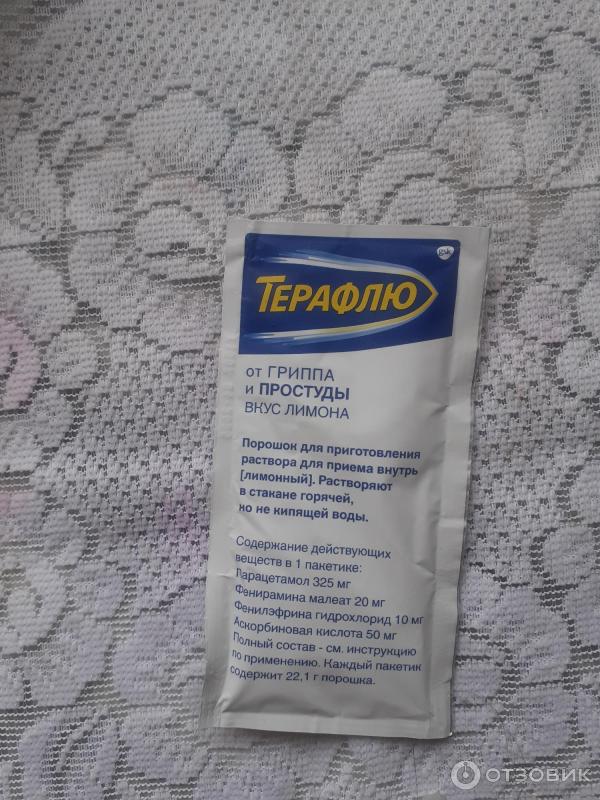 gsk
ТЕРАФЛЮ
от ГРИППА
и ПРОСТУДЫ
ВКУС ЛИМОНА
Порошок для приготовления
раствора для приема внутрь
[лимонный]. Растворяют
в стакане горячей,
но не кипящей воды.
Содержание действующих
веществ в 1 пакетике:
Парацетамол 325 мг
Фенирамина малеат 20 мг
Фенилэфрина гидрохлорид 10 мг
Аскорбиновая кислота 50 мг
Полный состав - см. инструкцию
по применению. Каждый пакетик
содержит 22,1 г порошка.
ОТЗОВИК